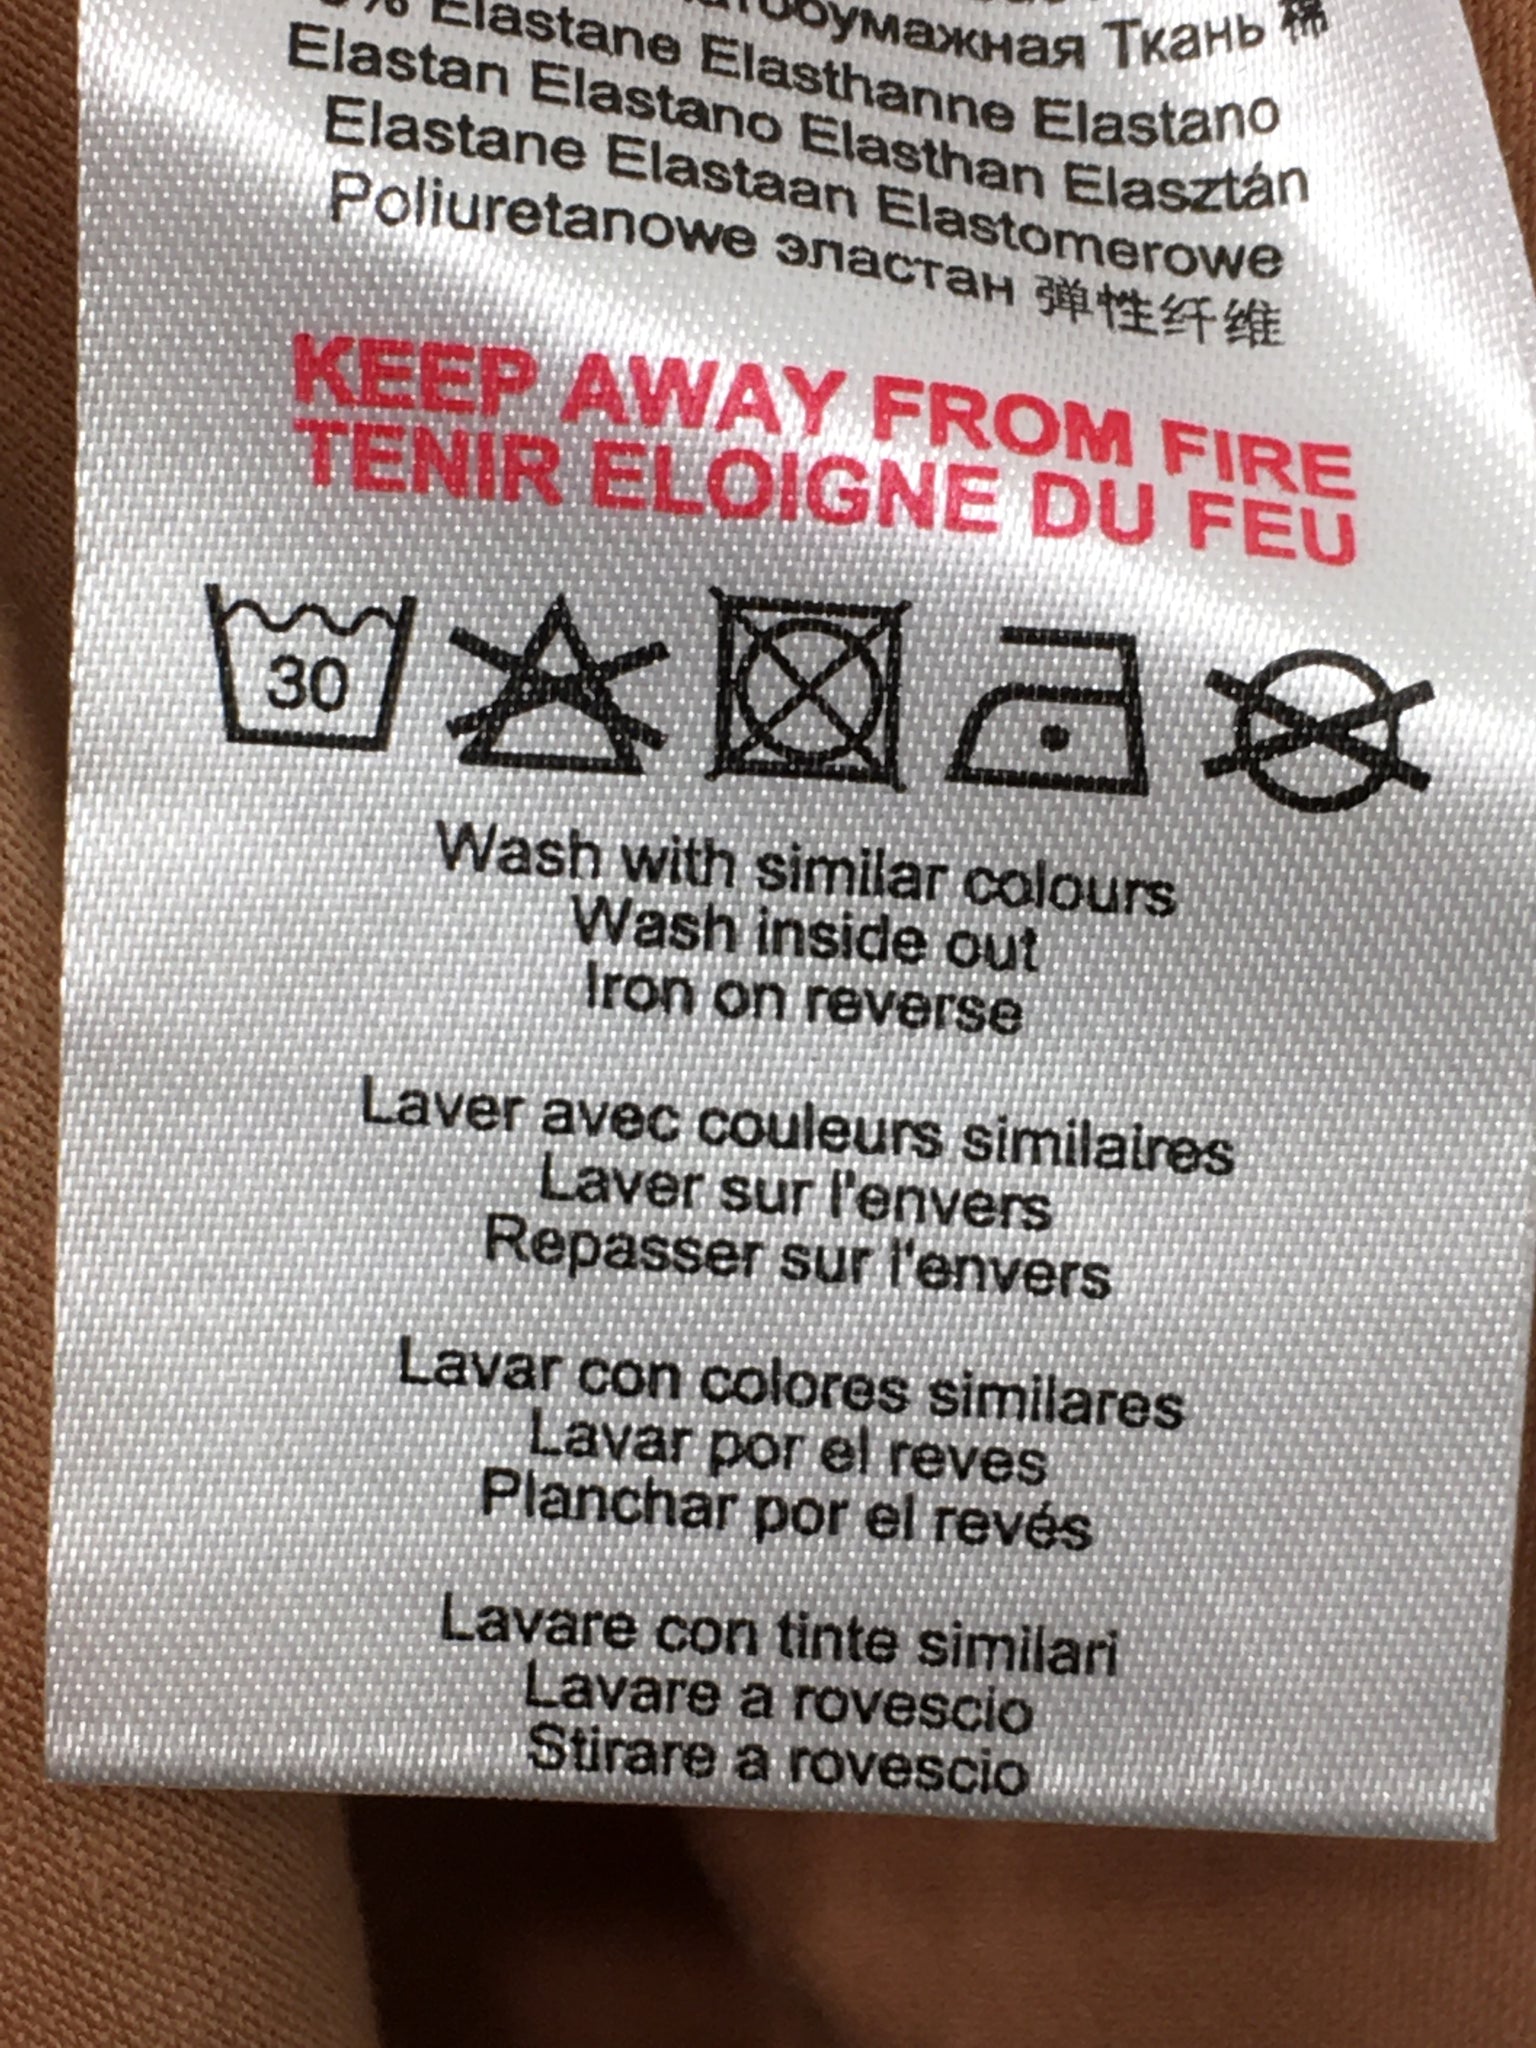 Ткань 棉
% Elastane Elasthanne Elastano
Elastan Elastano Elasthan Elasztán
Elastane Elastaan Elastomerowe
Poliuretanowe эластан 弹性纤维
KEEP AWAY FROM FIRE
TENIR ELOIGNE DU FEU
30
Wash with similar colours
Wash inside out
Iron on reverse
Laver avec couleurs similaires
Laver sur l'envers
Repasser sur l'envers
Lavar con colores similares
Lavar por el reves
Planchar por el revés
Lavare con tinte similari
Lavare a rovescio
Stirare a rovescio